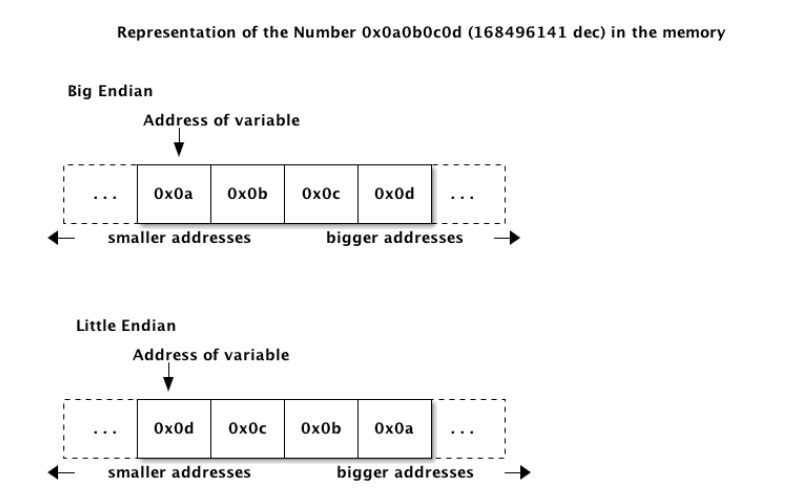 Representation of the Number 0x0a0b0c0d (168496141 dec) in the memory
Big Endian
Address of variable
... 0x0a 0x0b 0x0c 0x0d ...
smaller addresses bigger addresses
Little Endian
Address of variable
... 0x0d 0x0c 0x0b 0x0a ...
smaller addresses bigger addresses